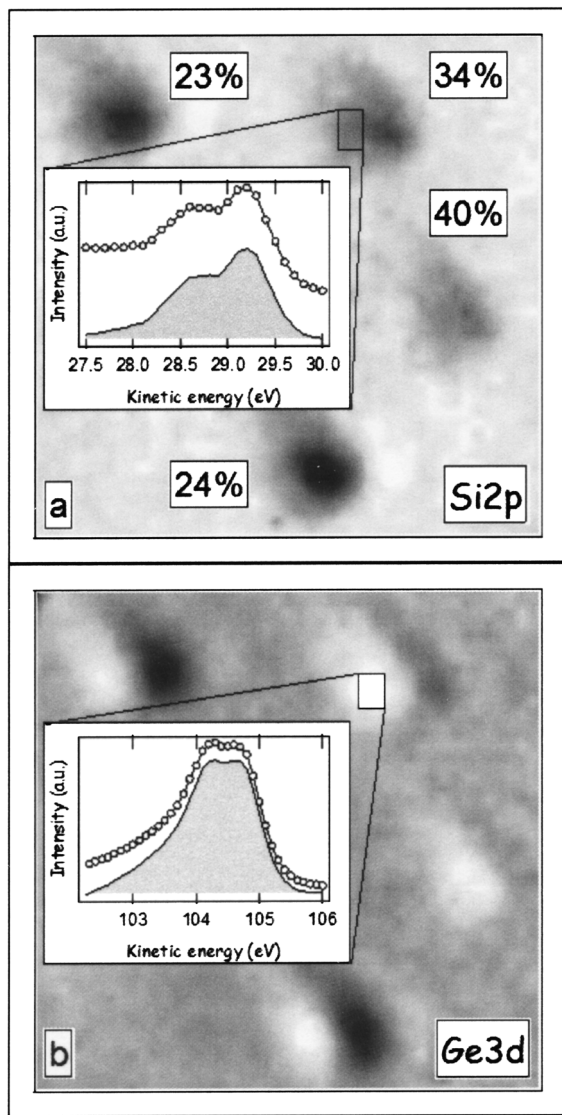 23%
34%
40%
24%
Intensity (a.u.)
27.5 28.0 28.5 29.0 29.5 30.0
Kinetic energy (eV)
a
Si2p
Intensity (a.u.)
103 104 105 106
Kinetic energy (eV)
b
Ge3d